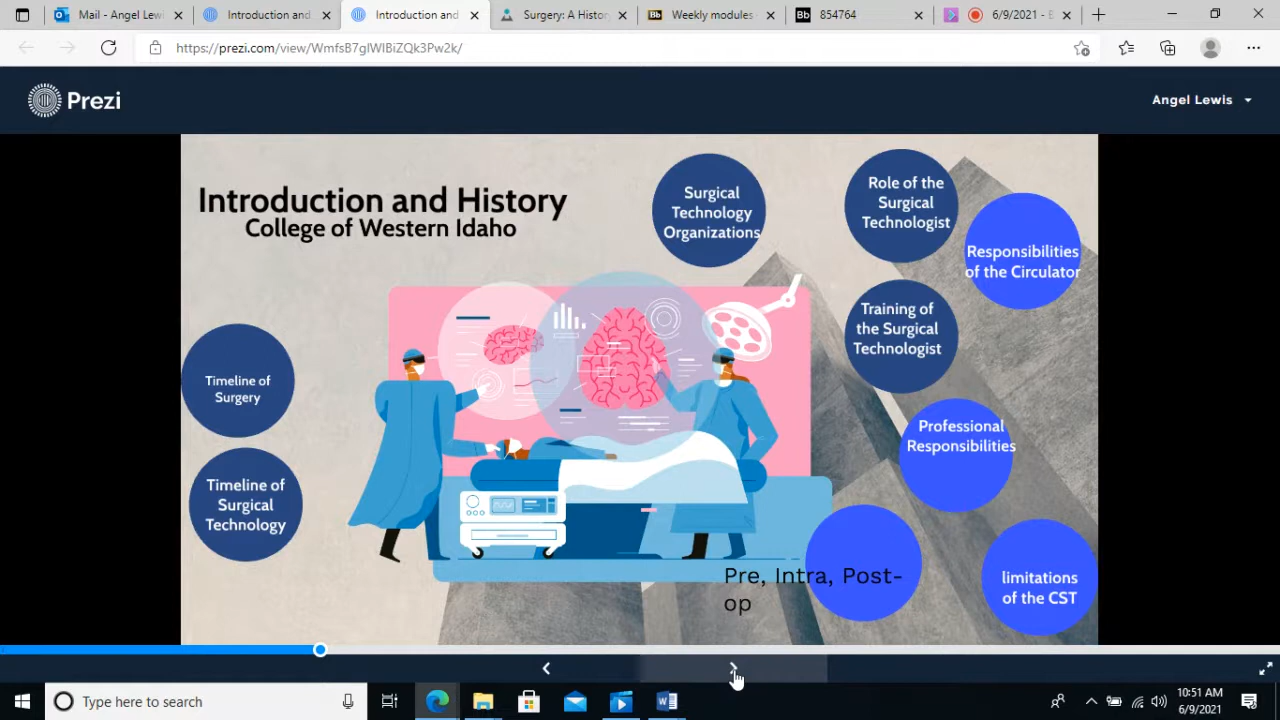 Mail - Angel Lewi
Introduction and
Introduction and
Surgery: A Histor
Bb Weekly modules
Bb 854764
6/9/2021 - E
https://prezi.com/view/WmfsB7gIWIBiZQk3Pw2k/
Prezi
Angel Lewis
Introduction and History
College of Western Idaho
Surgical
Technology
Organizations
Role of the
Surgical
Technologist
Responsibilities
of the Circulator
Training of
the Surgical
Technologist
Timeline of
Surgery
Professional
Responsibilities
Timeline of
Surgical
Technology
Pre, Intra, Post-
op
limitations
of the CST
Type here to search
10:51 AM
6/9/2021